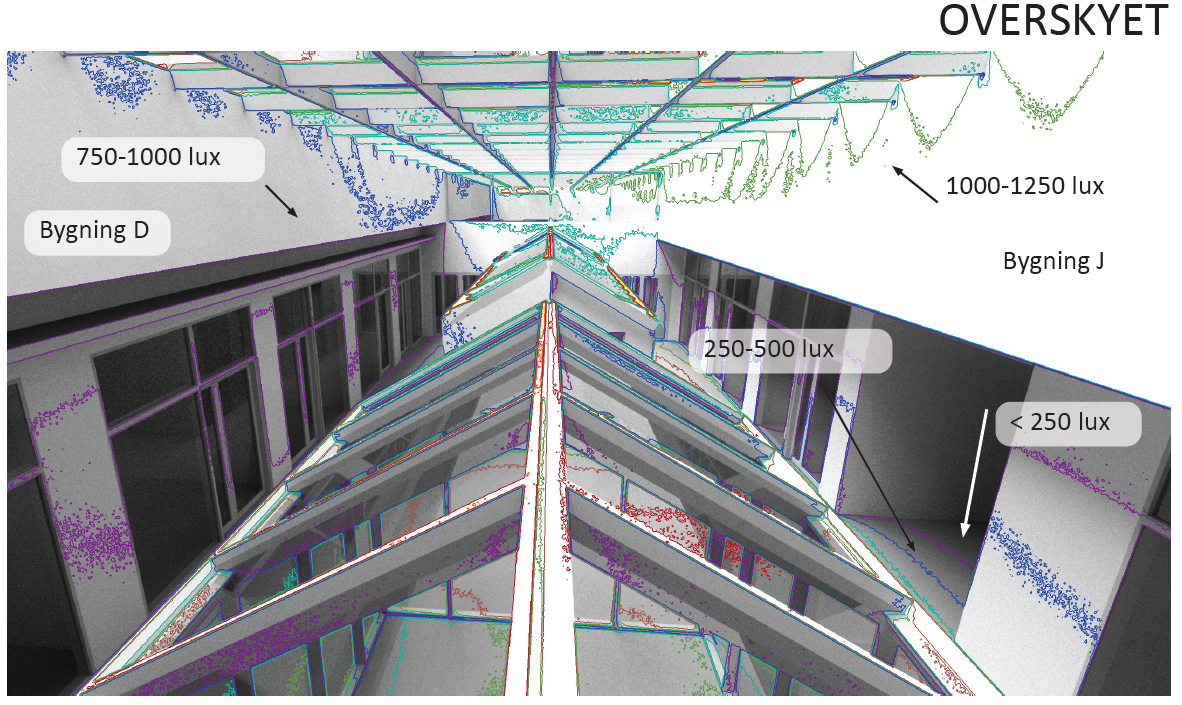 OVERSKYET
750-1000 lux
1000-1250 lux
Bygning D
Bygning J
250-500 lux
< 250 lux